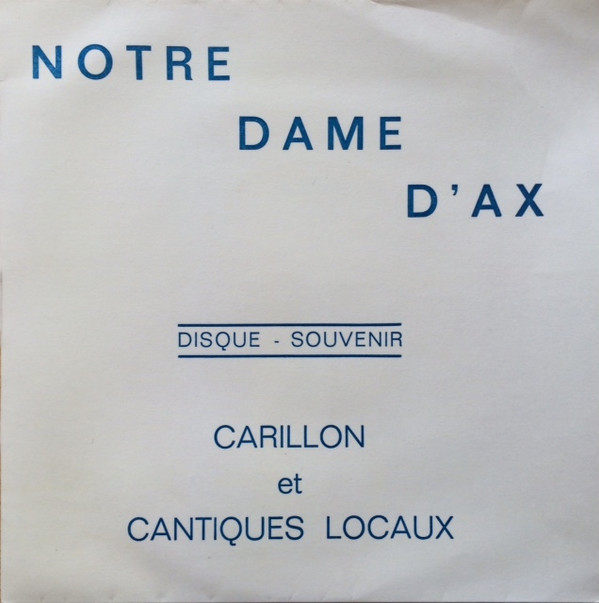 NOTRE
DAME
D'AX
DISQUE - SOUVENIR
CARILLON
et
CANTIQUES LOCAUX